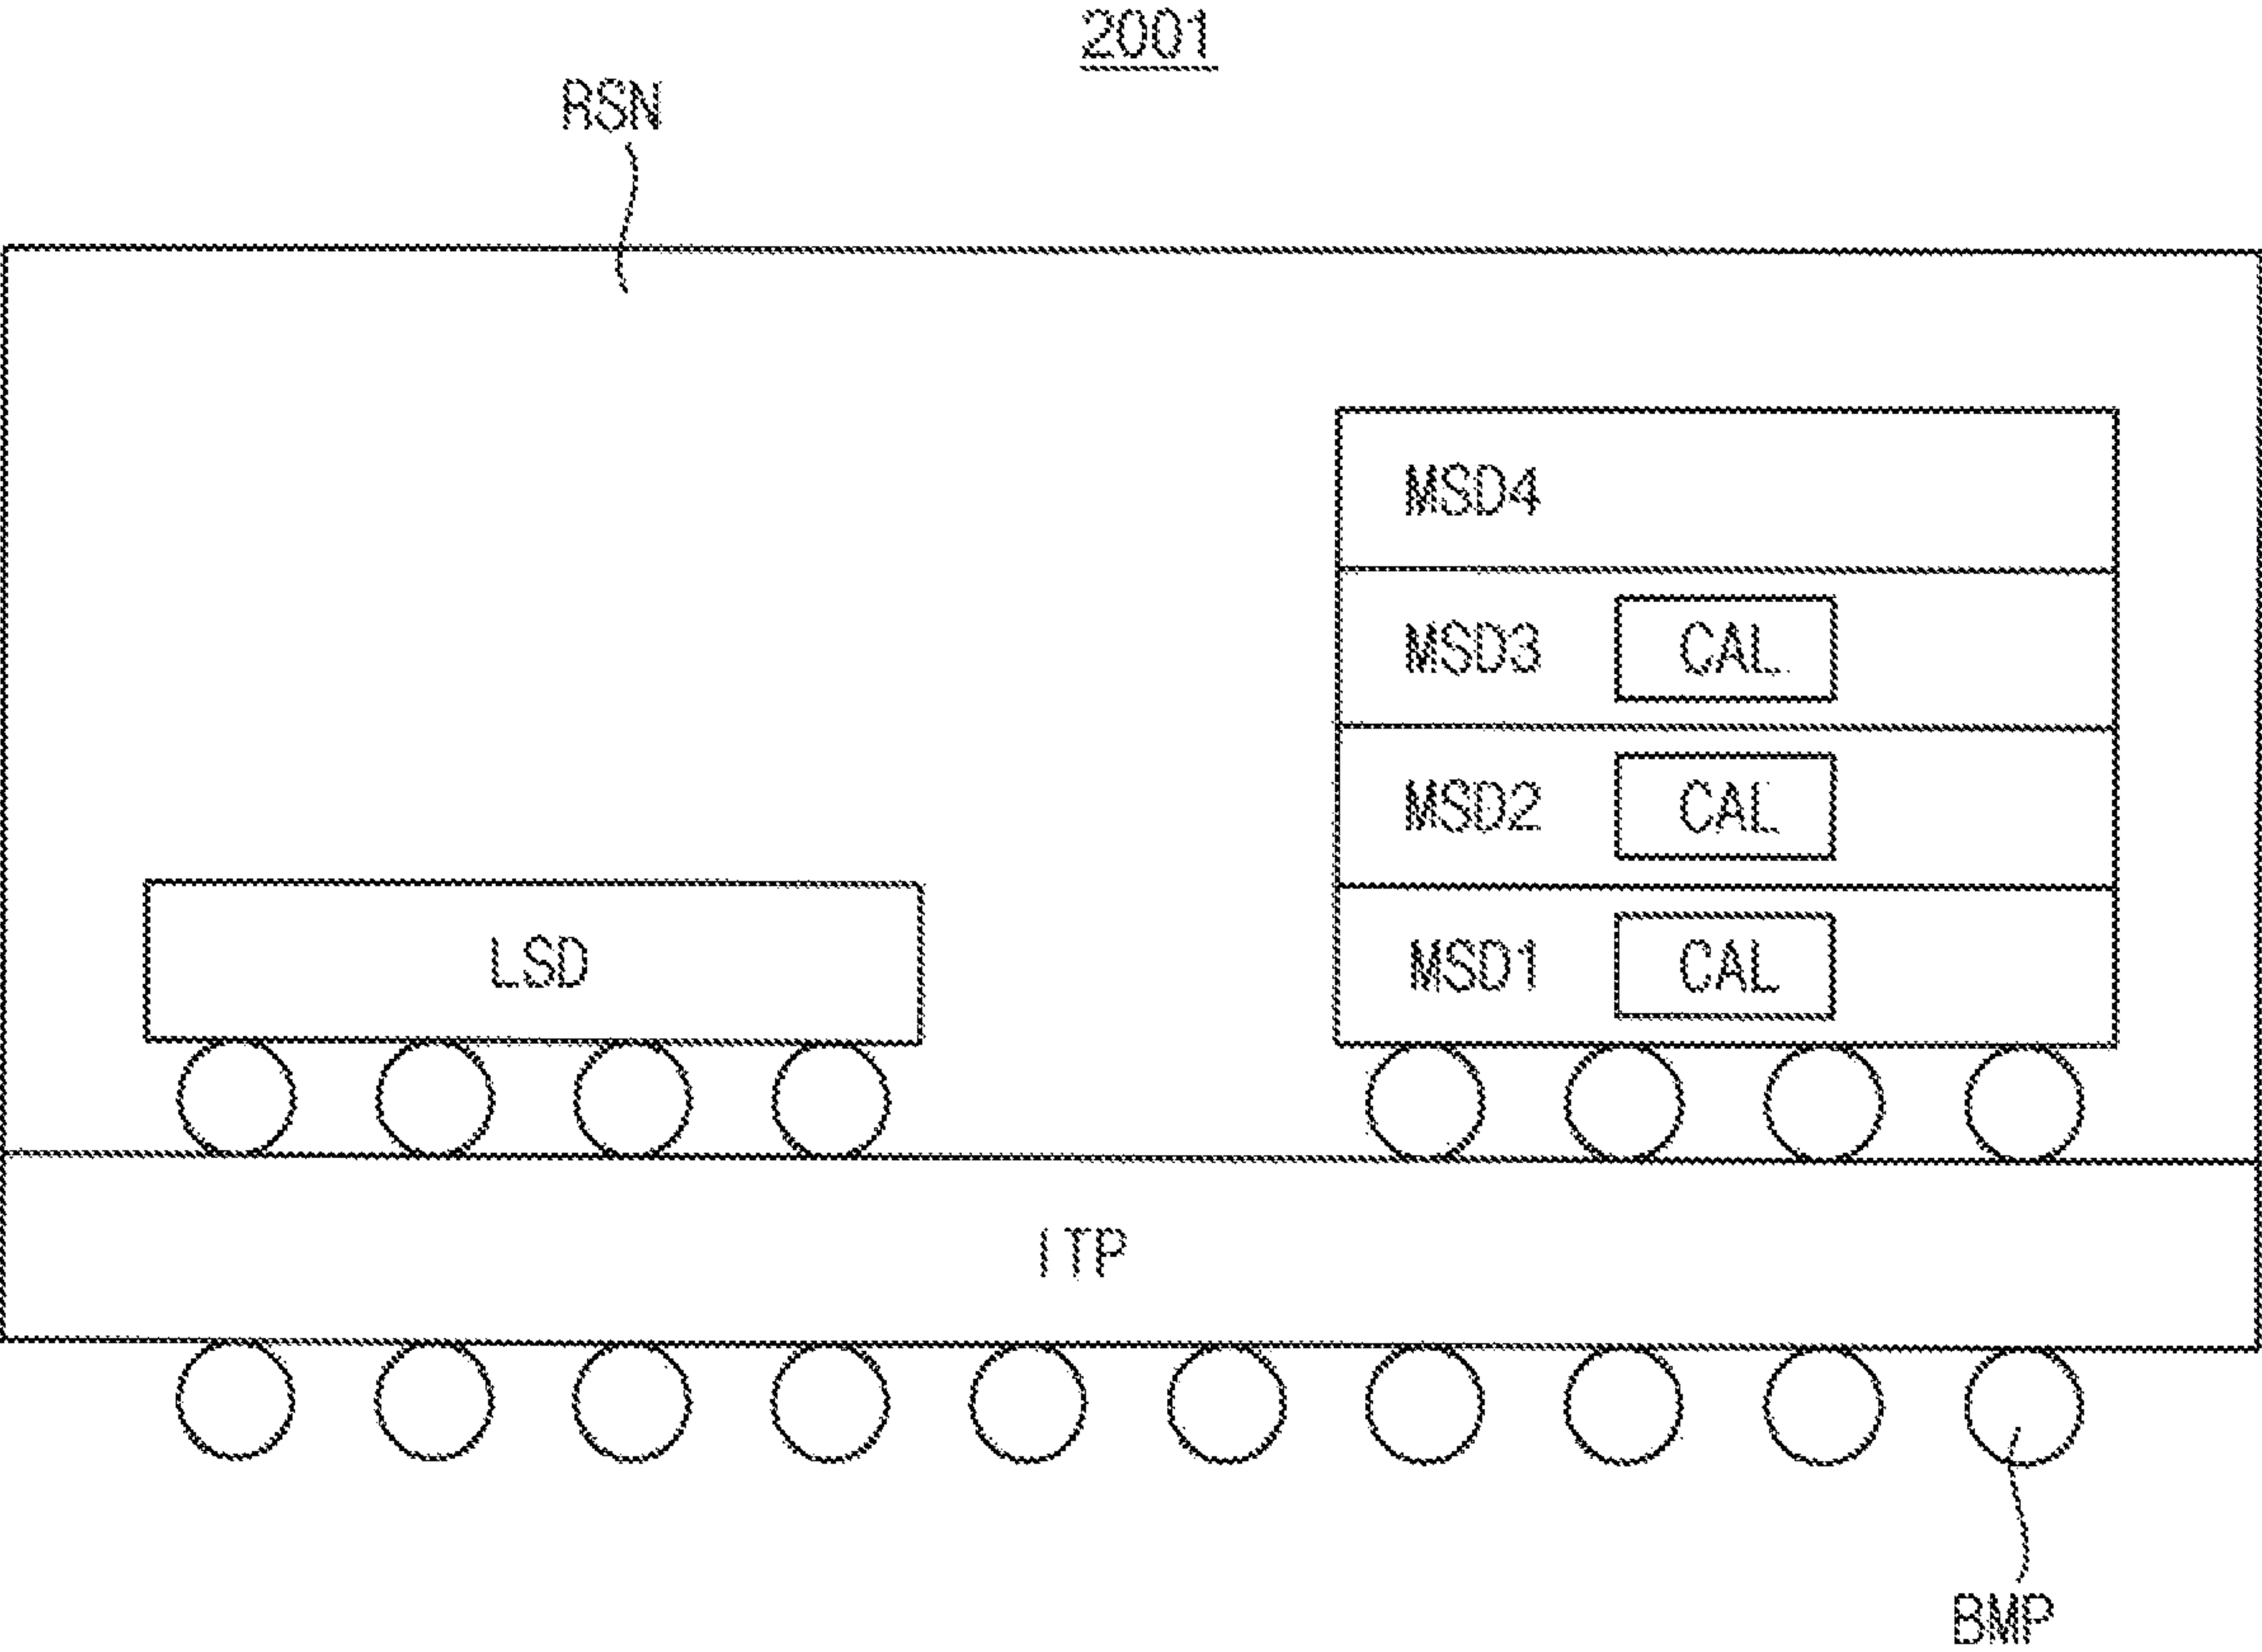 2001
RSN
MSD4
MSD3 CAL
MSD2 CAL
LSD
MSD1 CAL
ITP
BMP